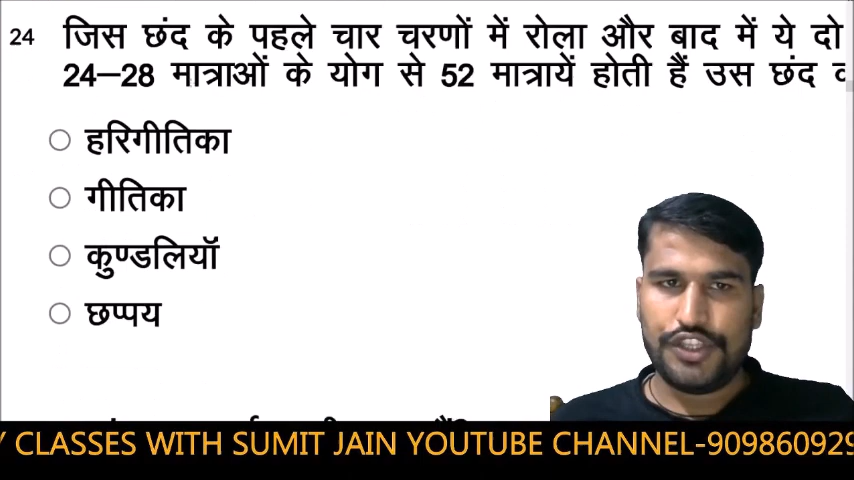 24 जिस छंद के पहले चार चरणों में रोला और बाद में ये दो
24–28 मात्राओं के योग से 52 मात्रायें होती हैं उस छंद
हरिगीतिका
गीतिका
कुण्डलियॉ
छप्पय
CLASSES WITH SUMIT JAIN YOUTUBE CHANNEL-909860929